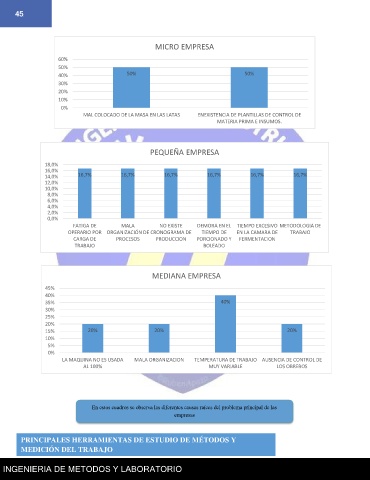 45
MICRO EMPRESA
60%
50%
40%
30%
20%
10%
0%
50%
50%
MAL COLOCADO DE LA MASA EN LAS LATAS
INEXISTENCIA DE PLANTILLAS DE CONTROL DE
MATERIA PRIMA E INSUMOS.
PEQUEÑA EMPRESA
18,0%
16,0%
14,0%
12,0%
10,0%
8,0%
6,0%
4,0%
2,0%
0,0%
16,7%
16,7%
16,7%
16,7%
16,7%
16,7%
FATIGA DE
OPERARIO POR
CARGA DE
TRABAJO
MALA
ORGANIZACIÓN DE
PROCESOS
NO EXISTE
CRONOGRAMA DE
PRODUCCION
DEMORA EN EL
TIEMPO DE
PORCIONADO Y
BOLEADO
TIEMPO EXCESIVO
EN LA CAMARA DE
FERMENTACION
METODOLOGIA DE
TRABAJO
MEDIANA EMPRESA
45%
40%
35%
30%
25%
20%
15%
10%
5%
0%
20%
20%
40%
20%
LA MAQUINA NO ES USADA
AL 100%
MALA ORGANIZACION
TEMPERATURA DE TRABAJO
MUY VARIABLE
AUSENCIA DE CONTROL DE
LOS OBREROS
En estos cuadros se observa las diferentes causas raíces del problema principal de las
empresas
PRINCIPALES HERRAMIENTAS DE ESTUDIO DE MÉTODOS Y
MEDICIÓN DEL TRABAJO
INGENIERIA DE METODOS Y LABORATORIO